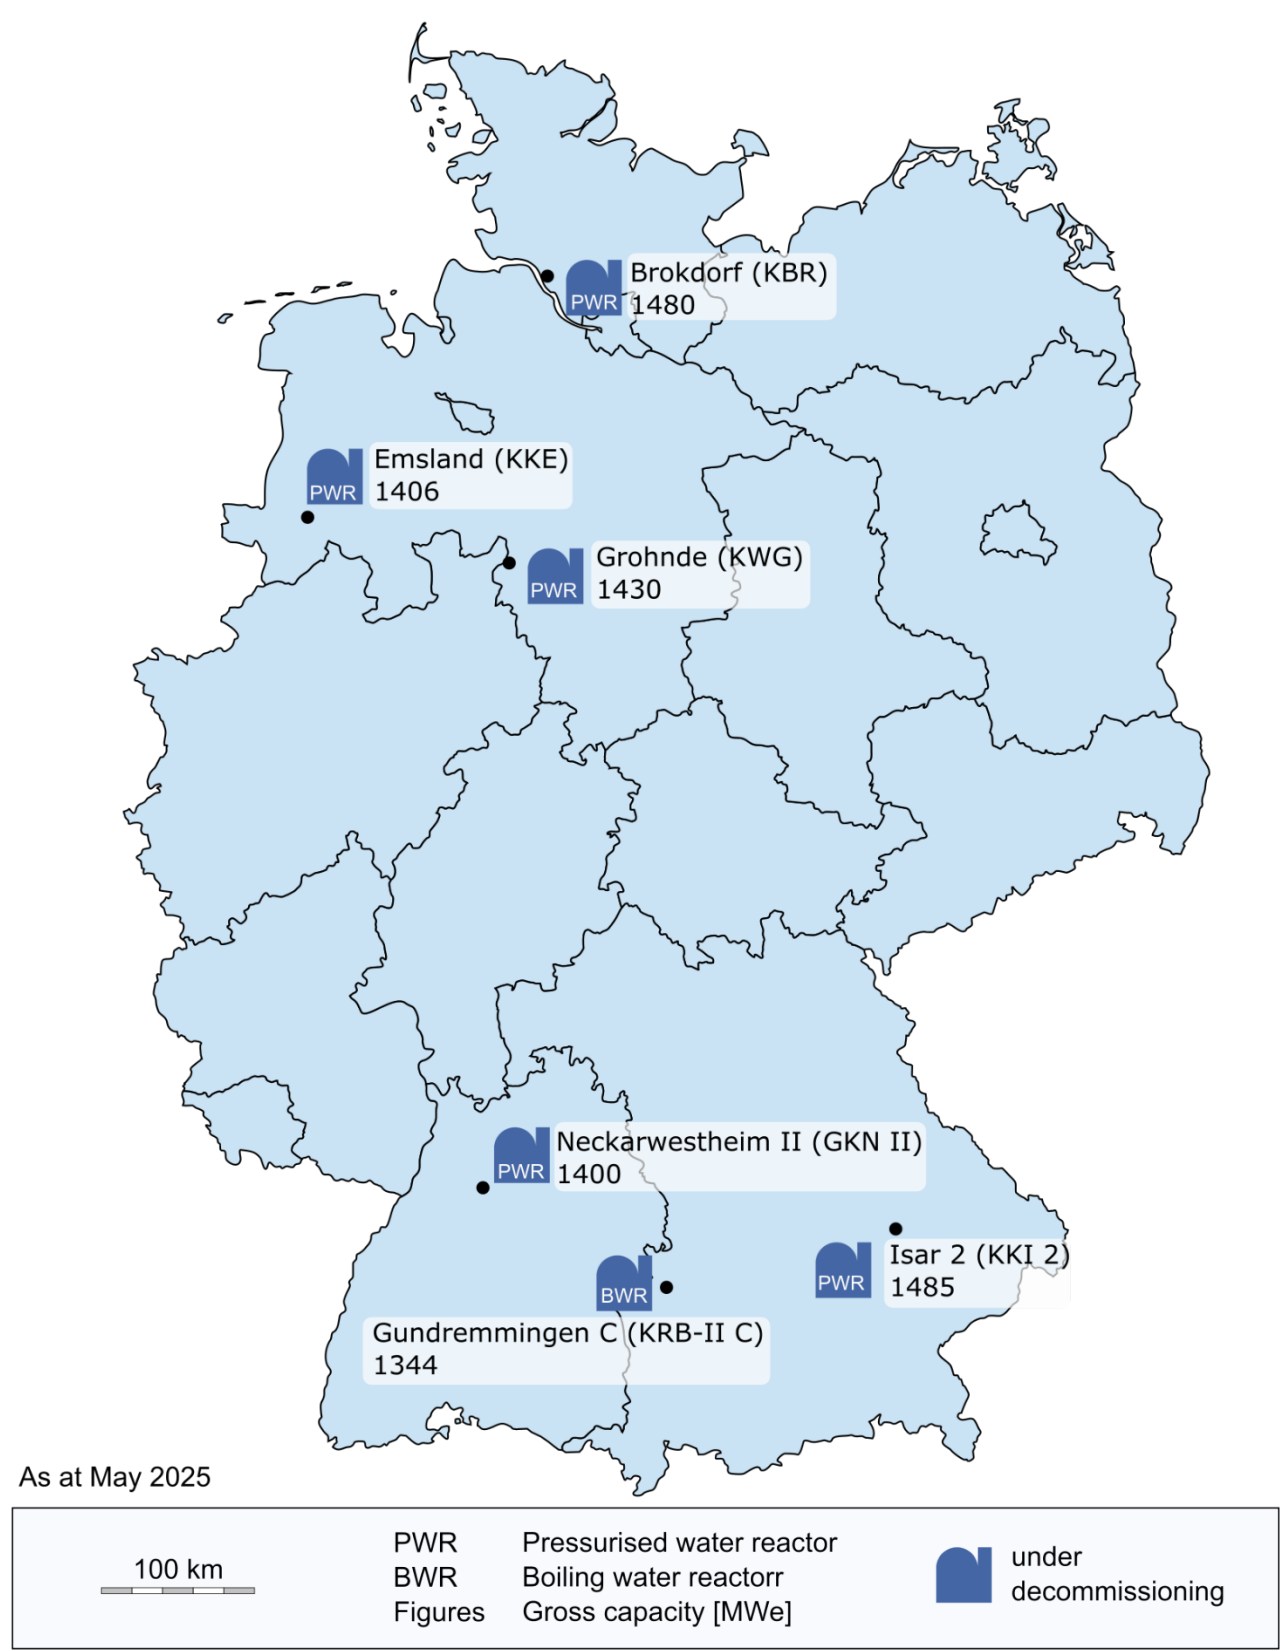 Brokdorf (KBR)
PWR
1480
Emsland (KKE)
PWR
1406
Grohnde (KWG)
PWR
1430
Neckarwestheim II (GKN II)
PWR
1400
Isar 2 (KKI 2)
PWR
1485
BWR
Gundremmingen C (KRB-II C)
1344
As at May 2025
100 km
PWR Pressurised water reactor
BWR Boiling water reactorr
Figures Gross capacity [MWe]
under
decommissioning